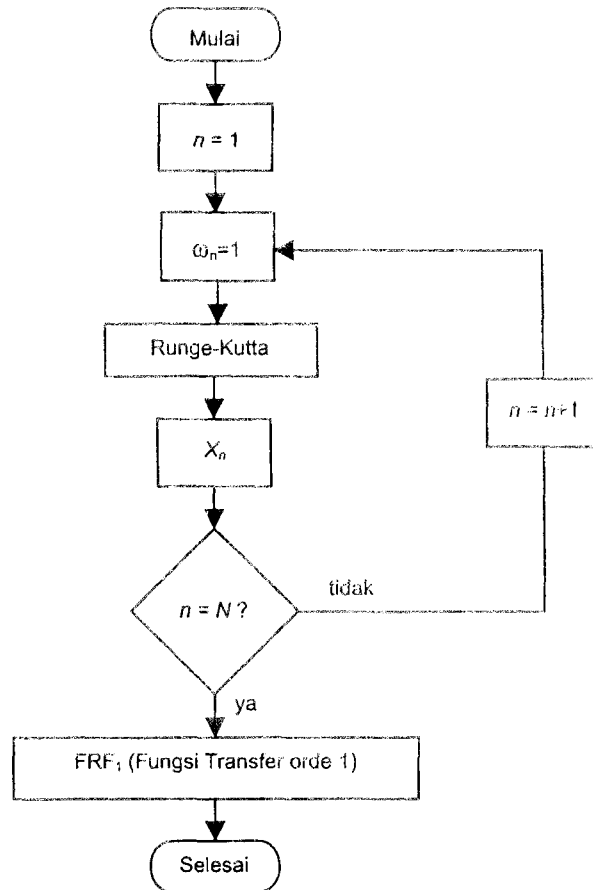 Mulai
n = 1
ωₙ=1
Runge-Kutta
n = n+1
Xₙ
tidak
n = N ?
ya
FRF₁ (Fungsi Transfer orde 1)
Selesai